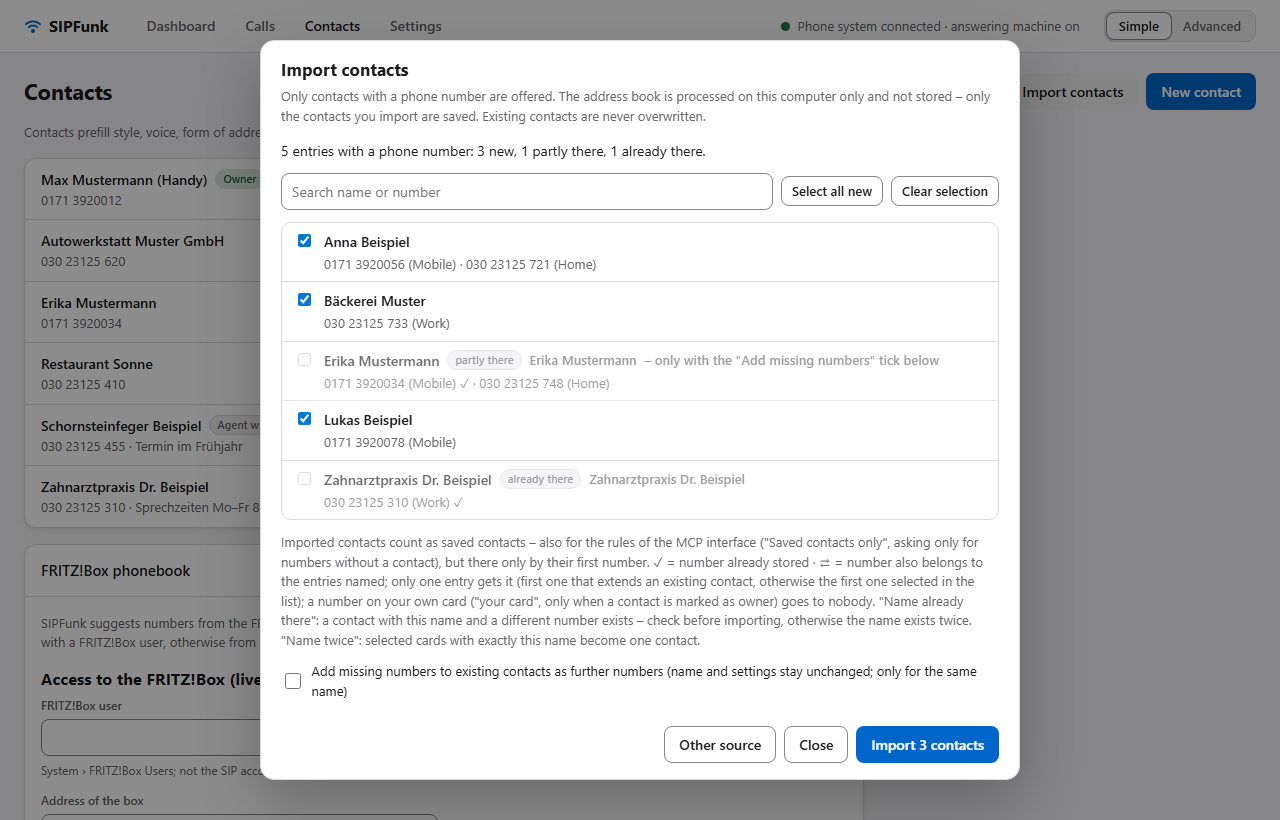 SIPFunk Dashboard Calls Contacts Settings Phone system connected · answering machine on Simple Advanced
Contacts
Import contacts New contact
Contacts prefill style, voice, form of addre
Max Mustermann (Handy) Owner
0171 3920012
Autowerkstatt Muster GmbH
030 23125 620
Erika Mustermann
0171 3920034
Restaurant Sonne
030 23125 410
Schornsteinfeger Beispiel Agent w
030 23125 455 · Termin im Frühjahr
Zahnarztpraxis Dr. Beispiel
030 23125 310 · Sprechzeiten Mo–Fr 8
FRITZ!Box phonebook
SIPFunk suggests numbers from the F
with a FRITZ!Box user, otherwise from
Access to the FRITZ!Box (live
FRITZ!Box user
System › FRITZ!Box Users; not the SIP acco
Address of the box
Import contacts
Only contacts with a phone number are offered. The address book is processed on this computer only and not stored – only
the contacts you import are saved. Existing contacts are never overwritten.
5 entries with a phone number: 3 new, 1 partly there, 1 already there.
Search name or number Select all new Clear selection
Anna Beispiel
0171 3920056 (Mobile) · 030 23125 721 (Home)
Bäckerei Muster
030 23125 733 (Work)
Erika Mustermann partly there Erika Mustermann – only with the "Add missing numbers" tick below
0171 3920034 (Mobile) ✓ · 030 23125 748 (Home)
Lukas Beispiel
0171 3920078 (Mobile)
Zahnarztpraxis Dr. Beispiel already there Zahnarztpraxis Dr. Beispiel
030 23125 310 (Work) ✓
Imported contacts count as saved contacts – also for the rules of the MCP interface ("Saved contacts only", asking only for
numbers without a contact), but there only by their first number. ✓ = number already stored · ⇄ = number also belongs to
the entries named; only one entry gets it (first one that extends an existing contact, otherwise the first one selected in the
list); a number on your own card ("your card", only when a contact is marked as owner) goes to nobody. "Name already
there": a contact with this name and a different number exists – check before importing, otherwise the name exists twice.
"Name twice": selected cards with exactly this name become one contact.
Add missing numbers to existing contacts as further numbers (name and settings stay unchanged; only for the same
name)
Other source Close Import 3 contacts